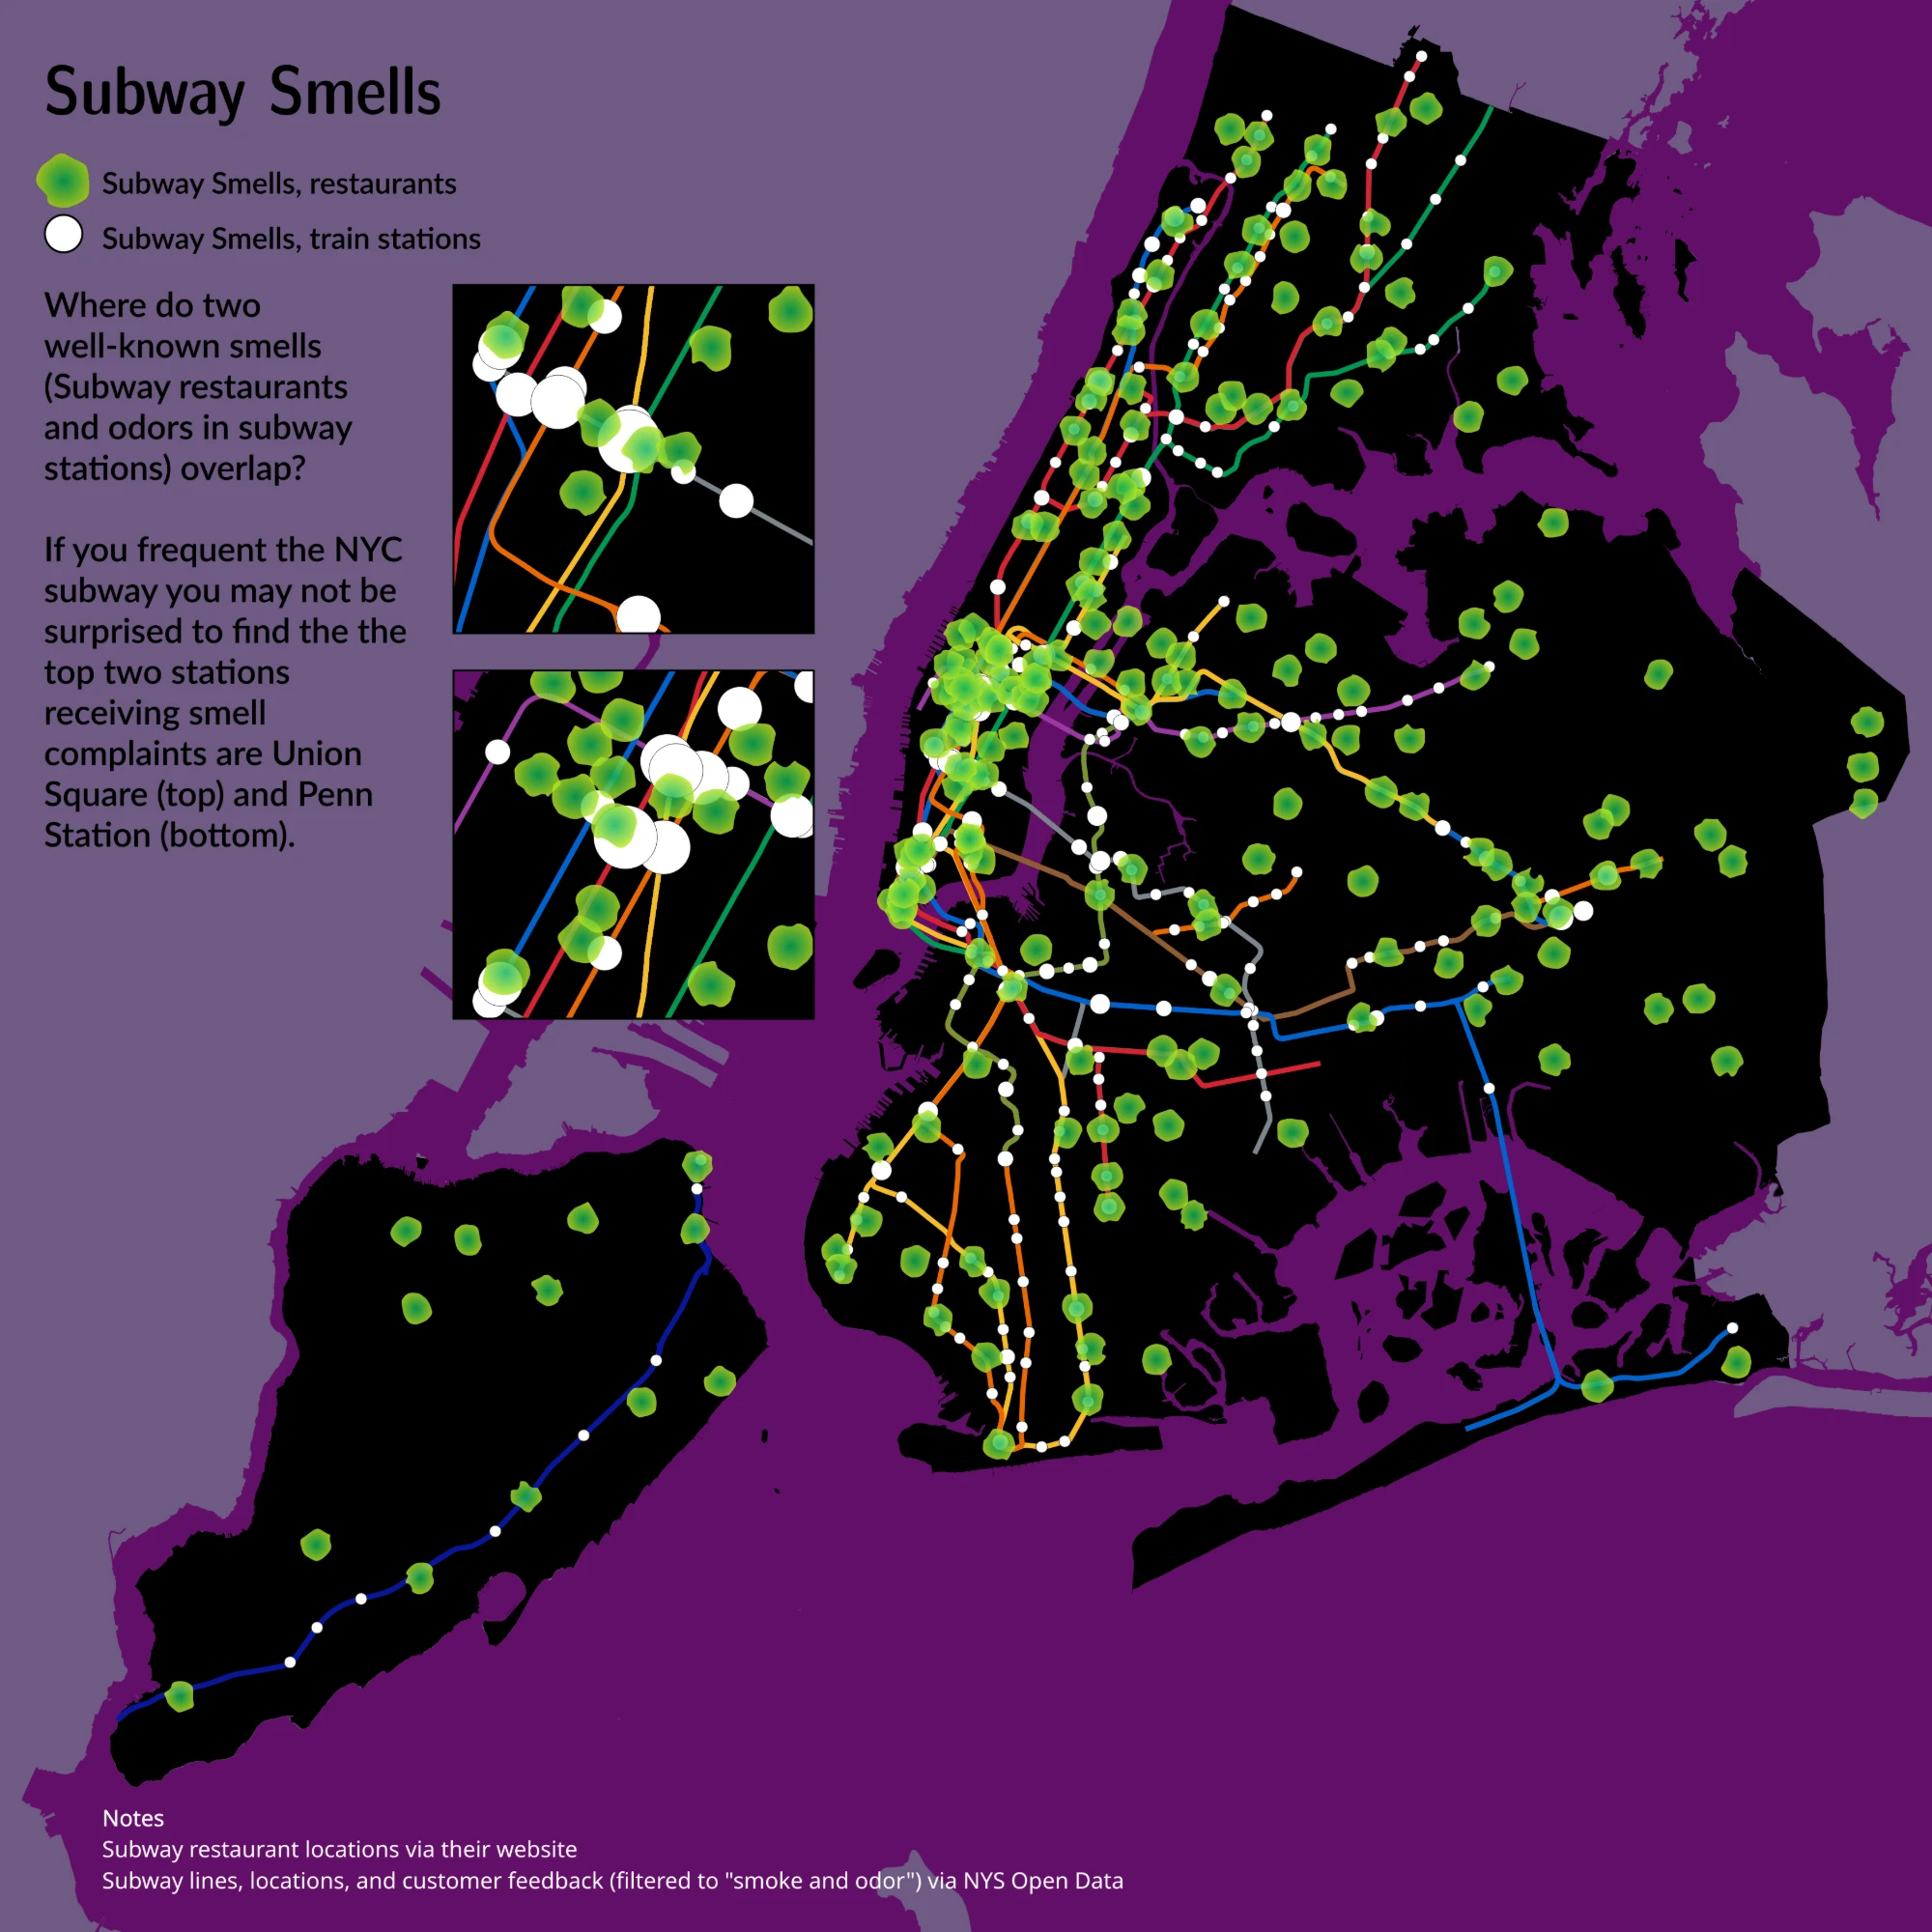 Subway Smells
Subway Smells, restaurants
Subway Smells, train stations
Where do two
well-known smells
(Subway restaurants
and odors in subway
stations) overlap?
If you frequent the NYC
subway you may not be
surprised to find the the
top two stations
receiving smell
complaints are Union
Square (top) and Penn
Station (bottom).
Notes
Subway restaurant locations via their website
Subway lines, locations, and customer feedback (filtered to "smoke and odor") via NYS Open Data